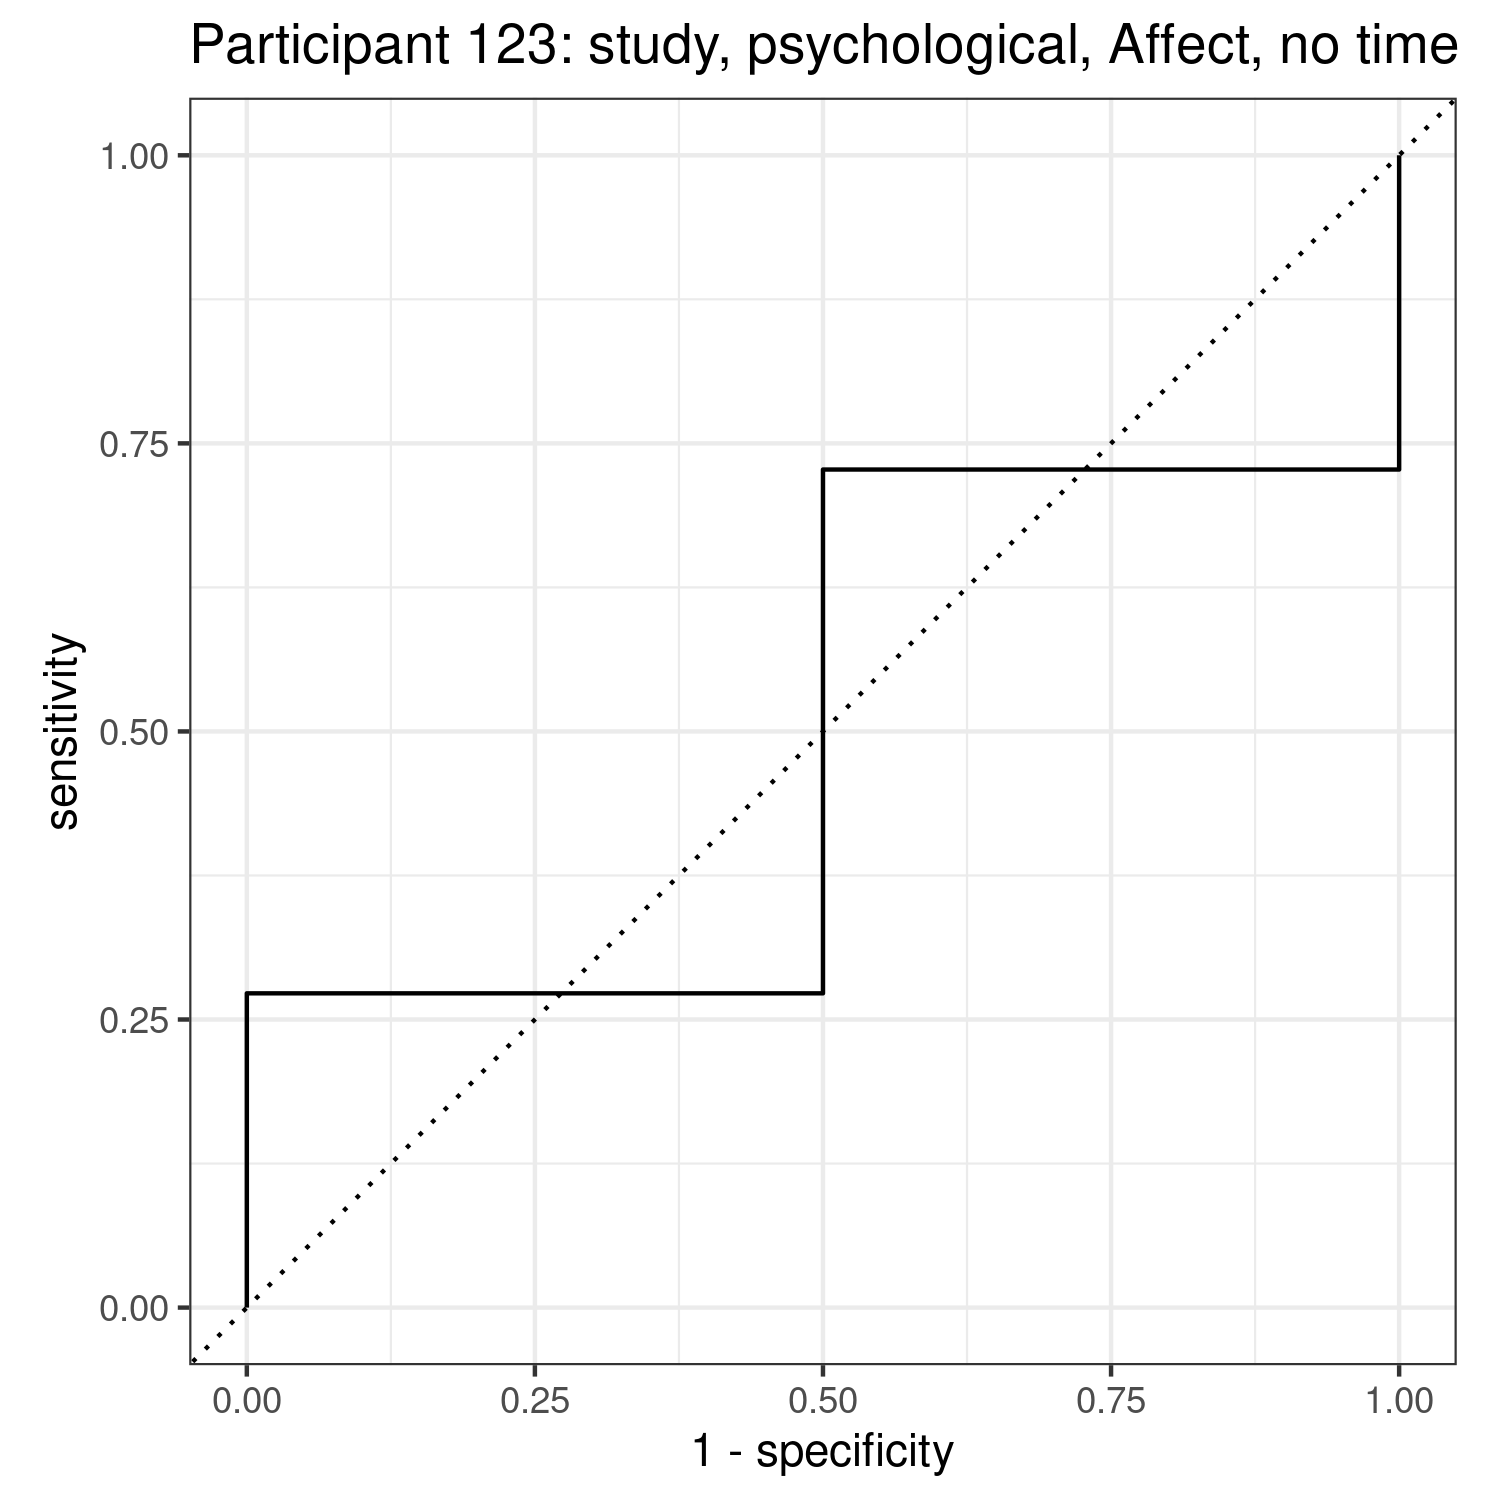 Participant 123: study, psychological, Affect, no time
1.00
0.75
0.50
0.25
0.00
sensitivity
0.00 0.25 0.50 0.75 1.00
1 - specificity